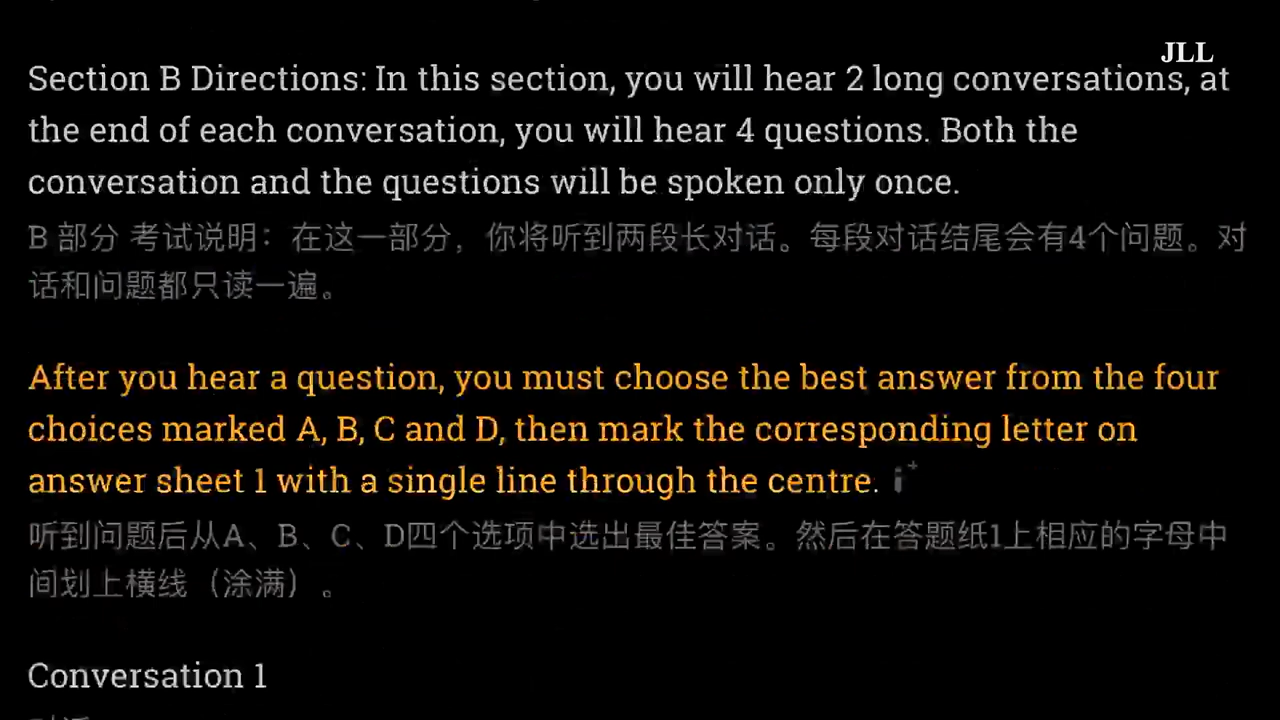 JLL
Section B Directions: In this section, you will hear 2 long conversations, at
the end of each conversation, you will hear 4 questions. Both the
conversation and the questions will be spoken only once.
B 部分 考试说明：在这一部分，你将听到两段长对话。每段对话结尾会有4个问题。对
话和问题都只读一遍。
After you hear a question, you must choose the best answer from the four
choices marked A, B, C and D, then mark the corresponding letter on
answer sheet 1 with a single line through the centre.
听到问题后从A、B、C、D四个选项中选出最佳答案。然后在答题纸1上相应的字母中
间划上横线（涂满）。
Conversation 1